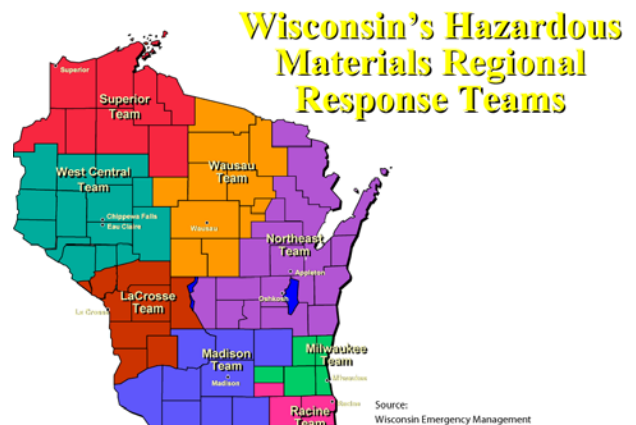 Wisconsin's Hazardous
Materials Regional
Response Teams
Superior
Superior
Team
West Central
Team
Wausau
Team
Chippewa Falls
Eau Claire
Wausau
Northeast
Team
Appleton
Oshkosh
LaCrosse
Team
La Crosse
Madison
Team
Madison
Milwaukee
Team
Milwaukee
Racine
Racine
Team
Source:
Wisconsin Emergency Management